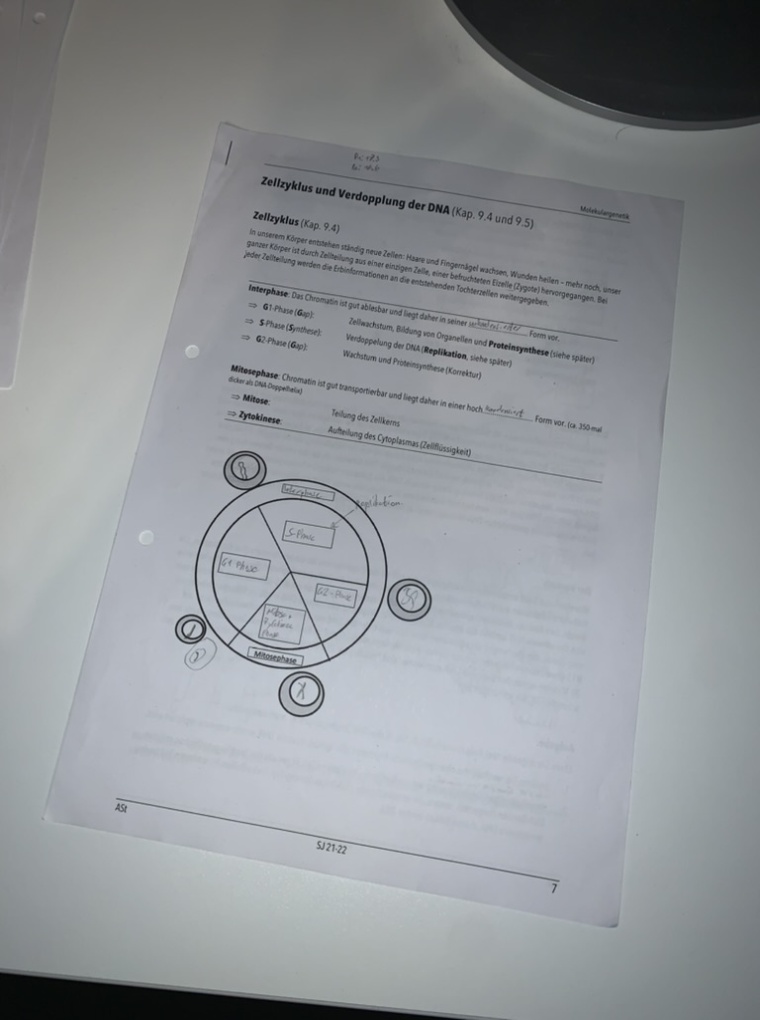 Molekulargenetik
Zellzyklus und Verdopplung der DNA (Kap. 9.4 und 9.5)
Zellzyklus (Kap. 9.4)
In unserem Körper entstehen ständig neue Zellen: Haare und Fingernägel wachsen, Wunden heilen – mehr noch, unser
ganzer Körper ist durch Zellteilung aus einer einzigen Zelle, einer befruchteten Eizelle (Zygote) hervorgegangen. Bei
jeder Zellteilung werden die Erbinformationen an die entstehenden Tochterzellen weitergegeben.
Interphase: Das Chromatin ist gut ablesbar und liegt daher in seiner Form vor.
⇒ G1-Phase (Gap): Zellwachstum, Bildung von Organellen und Proteinsynthese (siehe später)
⇒ S-Phase (Synthese): Verdoppelung der DNA (Replikation, siehe später)
⇒ G2-Phase (Gap): Wachstum und Proteinsynthese (Korrektur)
Mitosephase: Chromatin ist gut transportierbar und liegt daher in einer hoch kondensiert Form vor. (ca. 350-mal
dicker als DNA-Doppelhelix)
⇒ Mitose: Teilung des Zellkerns
⇒ Zytokinese: Aufteilung des Cytoplasmas (Zellflüssigkeit)
Interphase
S-Phase
G1-Phase
G2-Phase
Mitosephase
ASt
SJ 21-22
7